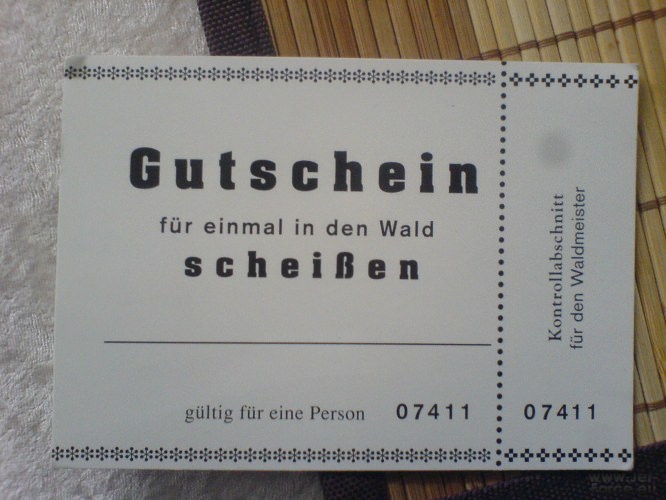 Gutschein
für einmal in den Wald
scheißen
gültig für eine Person 07411
Kontrollabschnitt
für den Waldmeister
07411